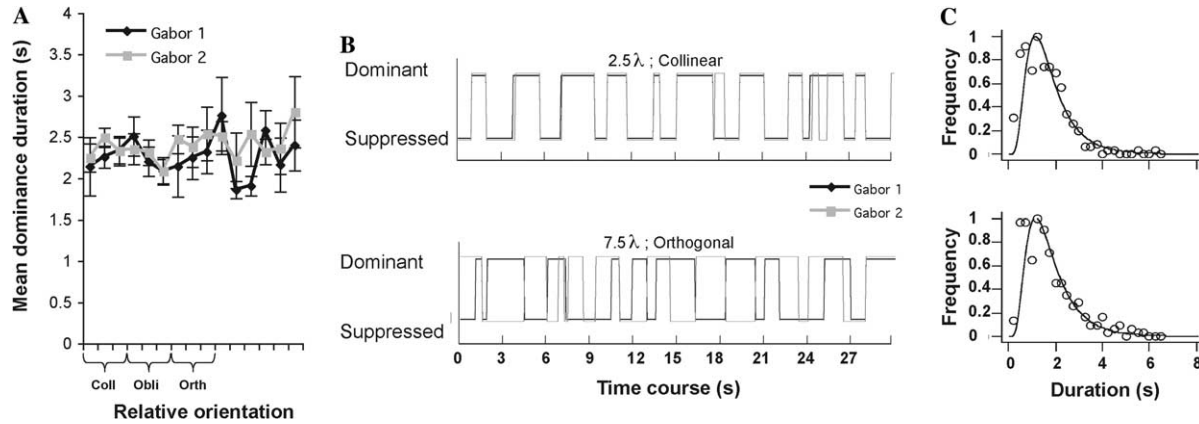 A
4
3.5
3
2.5
2
1.5
1
0.5
0
Mean dominance duration (s)
Gabor 1
Gabor 2
Coll Obli Orth
Relative orientation
B
2.5 λ ; Collinear
Dominant
Suppressed
Gabor 1
Gabor 2
7.5 λ ; Orthogonal
Dominant
Suppressed
0 3 6 9 12 15 18 21 24 27
Time course (s)
C
Frequency
1
0.8
0.6
0.4
0.2
0
Frequency
1
0.8
0.6
0.4
0.2
0
0 2 4 6 8
Duration (s)